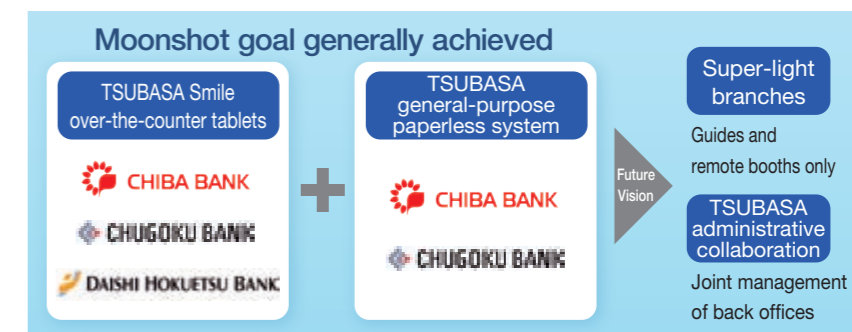 Moonshot goal generally achieved
TSUBASA Smile
over-the-counter tablets
CHIBA BANK
CHUGOKU BANK
DAISHI HOKUETSU BANK
TSUBASA
general-purpose
paperless system
CHIBA BANK
CHUGOKU BANK
Future
Vision
Super-light
branches
Guides and
remote booths only
TSUBASA
administrative
collaboration
Joint management
of back offices